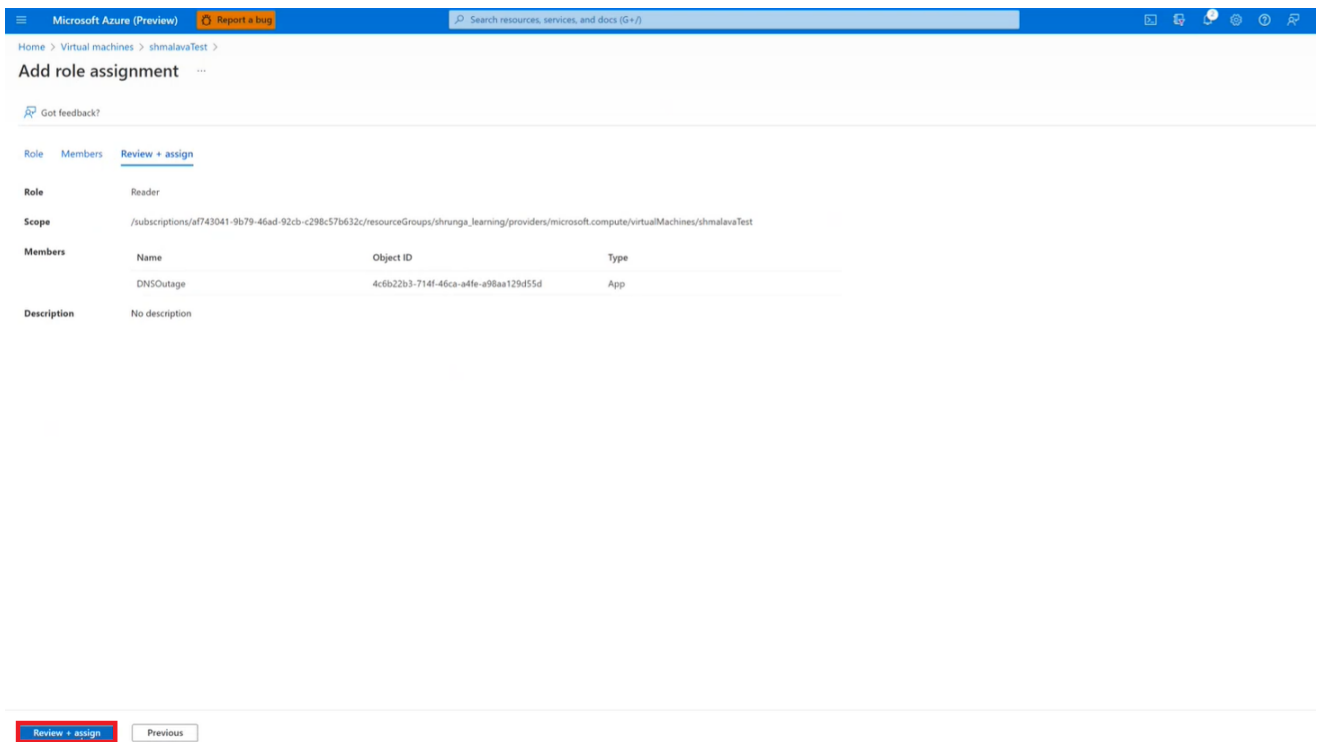 Microsoft Azure (Preview) Report a bug Search resources, services, and docs (G+/) 2
Home > Virtual machines > shmalavaTest >
Add role assignment ...
Got feedback?
Role Members Review + assign
Role Reader
Scope /subscriptions/af743041-9b79-46ad-92cb-c298c57b632c/resourceGroups/shrunga_learning/providers/microsoft.compute/virtualMachines/shmalavaTest
Members Name Object ID Type
DNSOutage 4c6b22b3-714f-46ca-a4fe-a98aa129d55d App
Description No description
Review + assign Previous